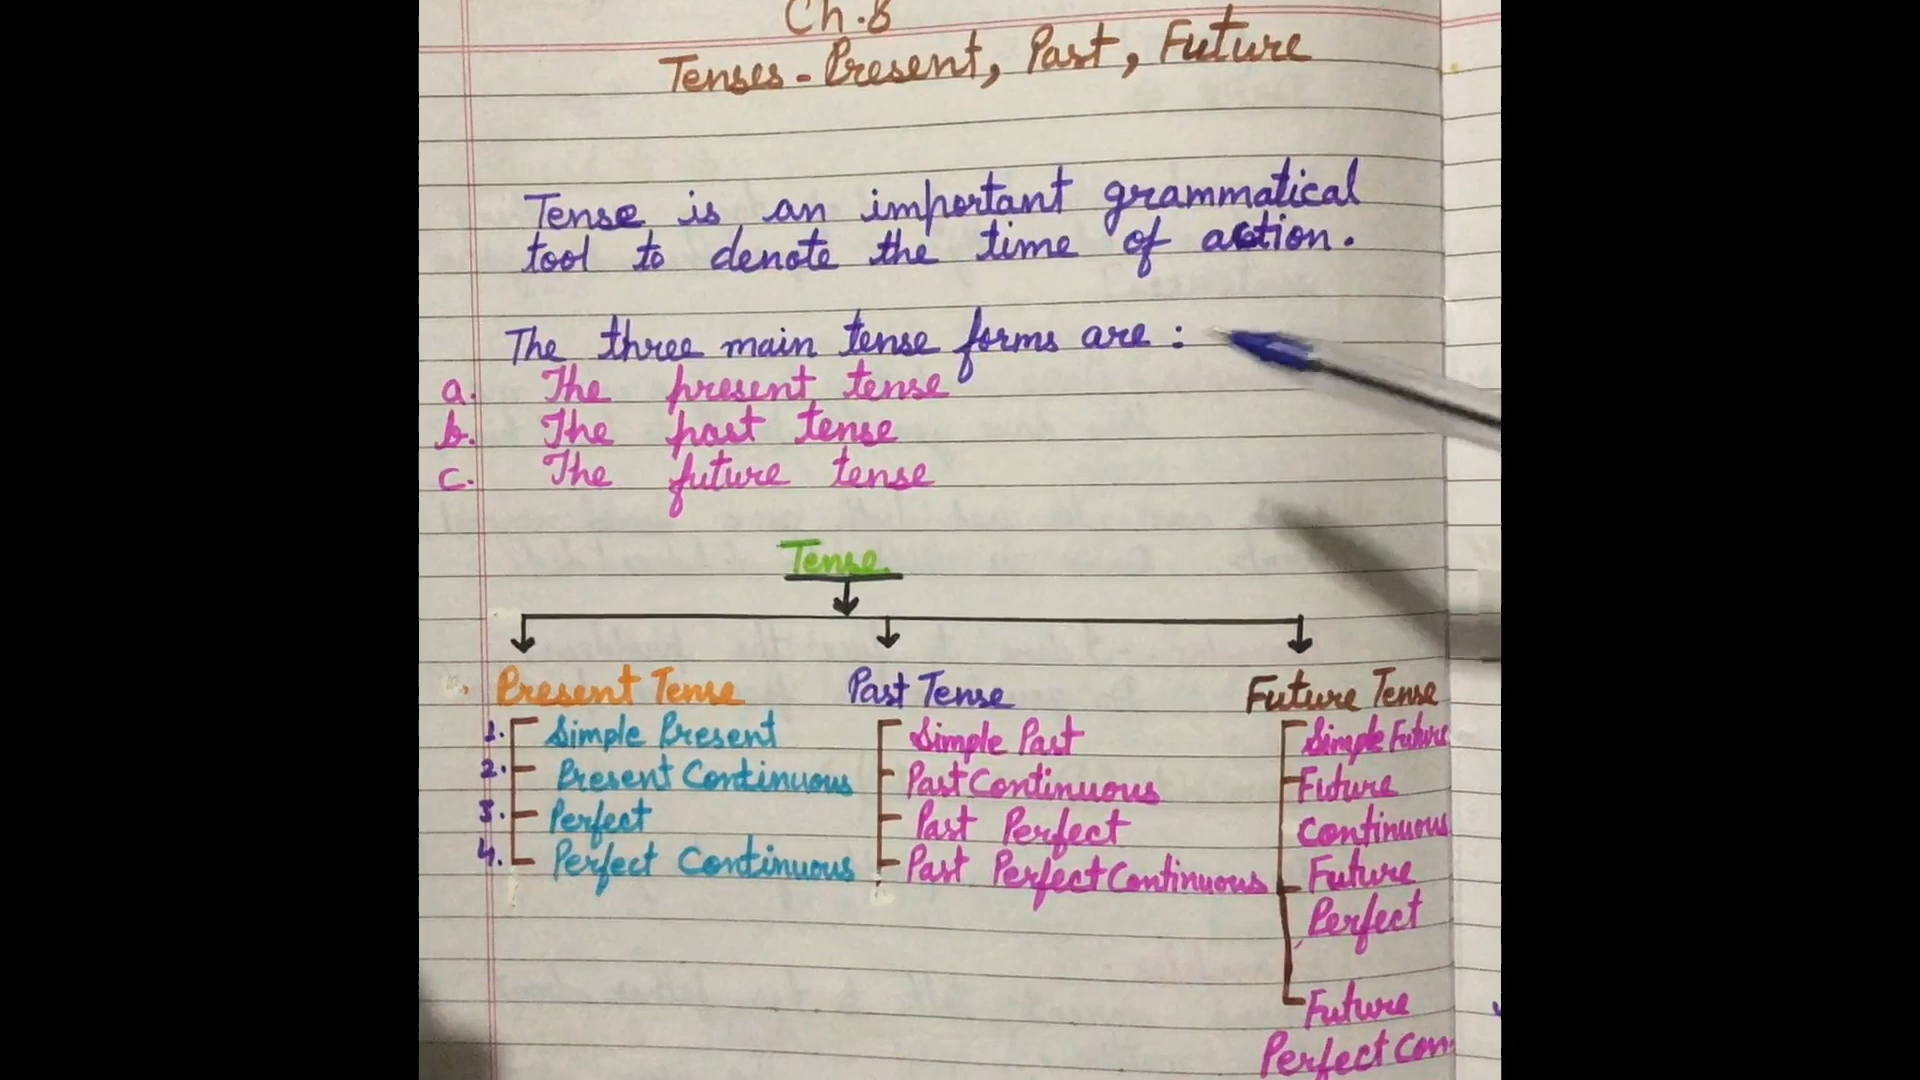 Ch.8
Tenses - Present, Past, Future
Tense is an important grammatical
tool to denote the time of action.
The three main tense forms are :
a. The present tense
b. The past tense
c. The future tense
Tense
Present Tense
1. Simple Present
2. Present Continuous
3. Perfect
4. Perfect Continuous
Past Tense
Simple Past
Past Continuous
Past Perfect
Past Perfect Continuous
Future Tense
Simple Future
Future
Continuous
Future
Perfect
Future
Perfect Con.